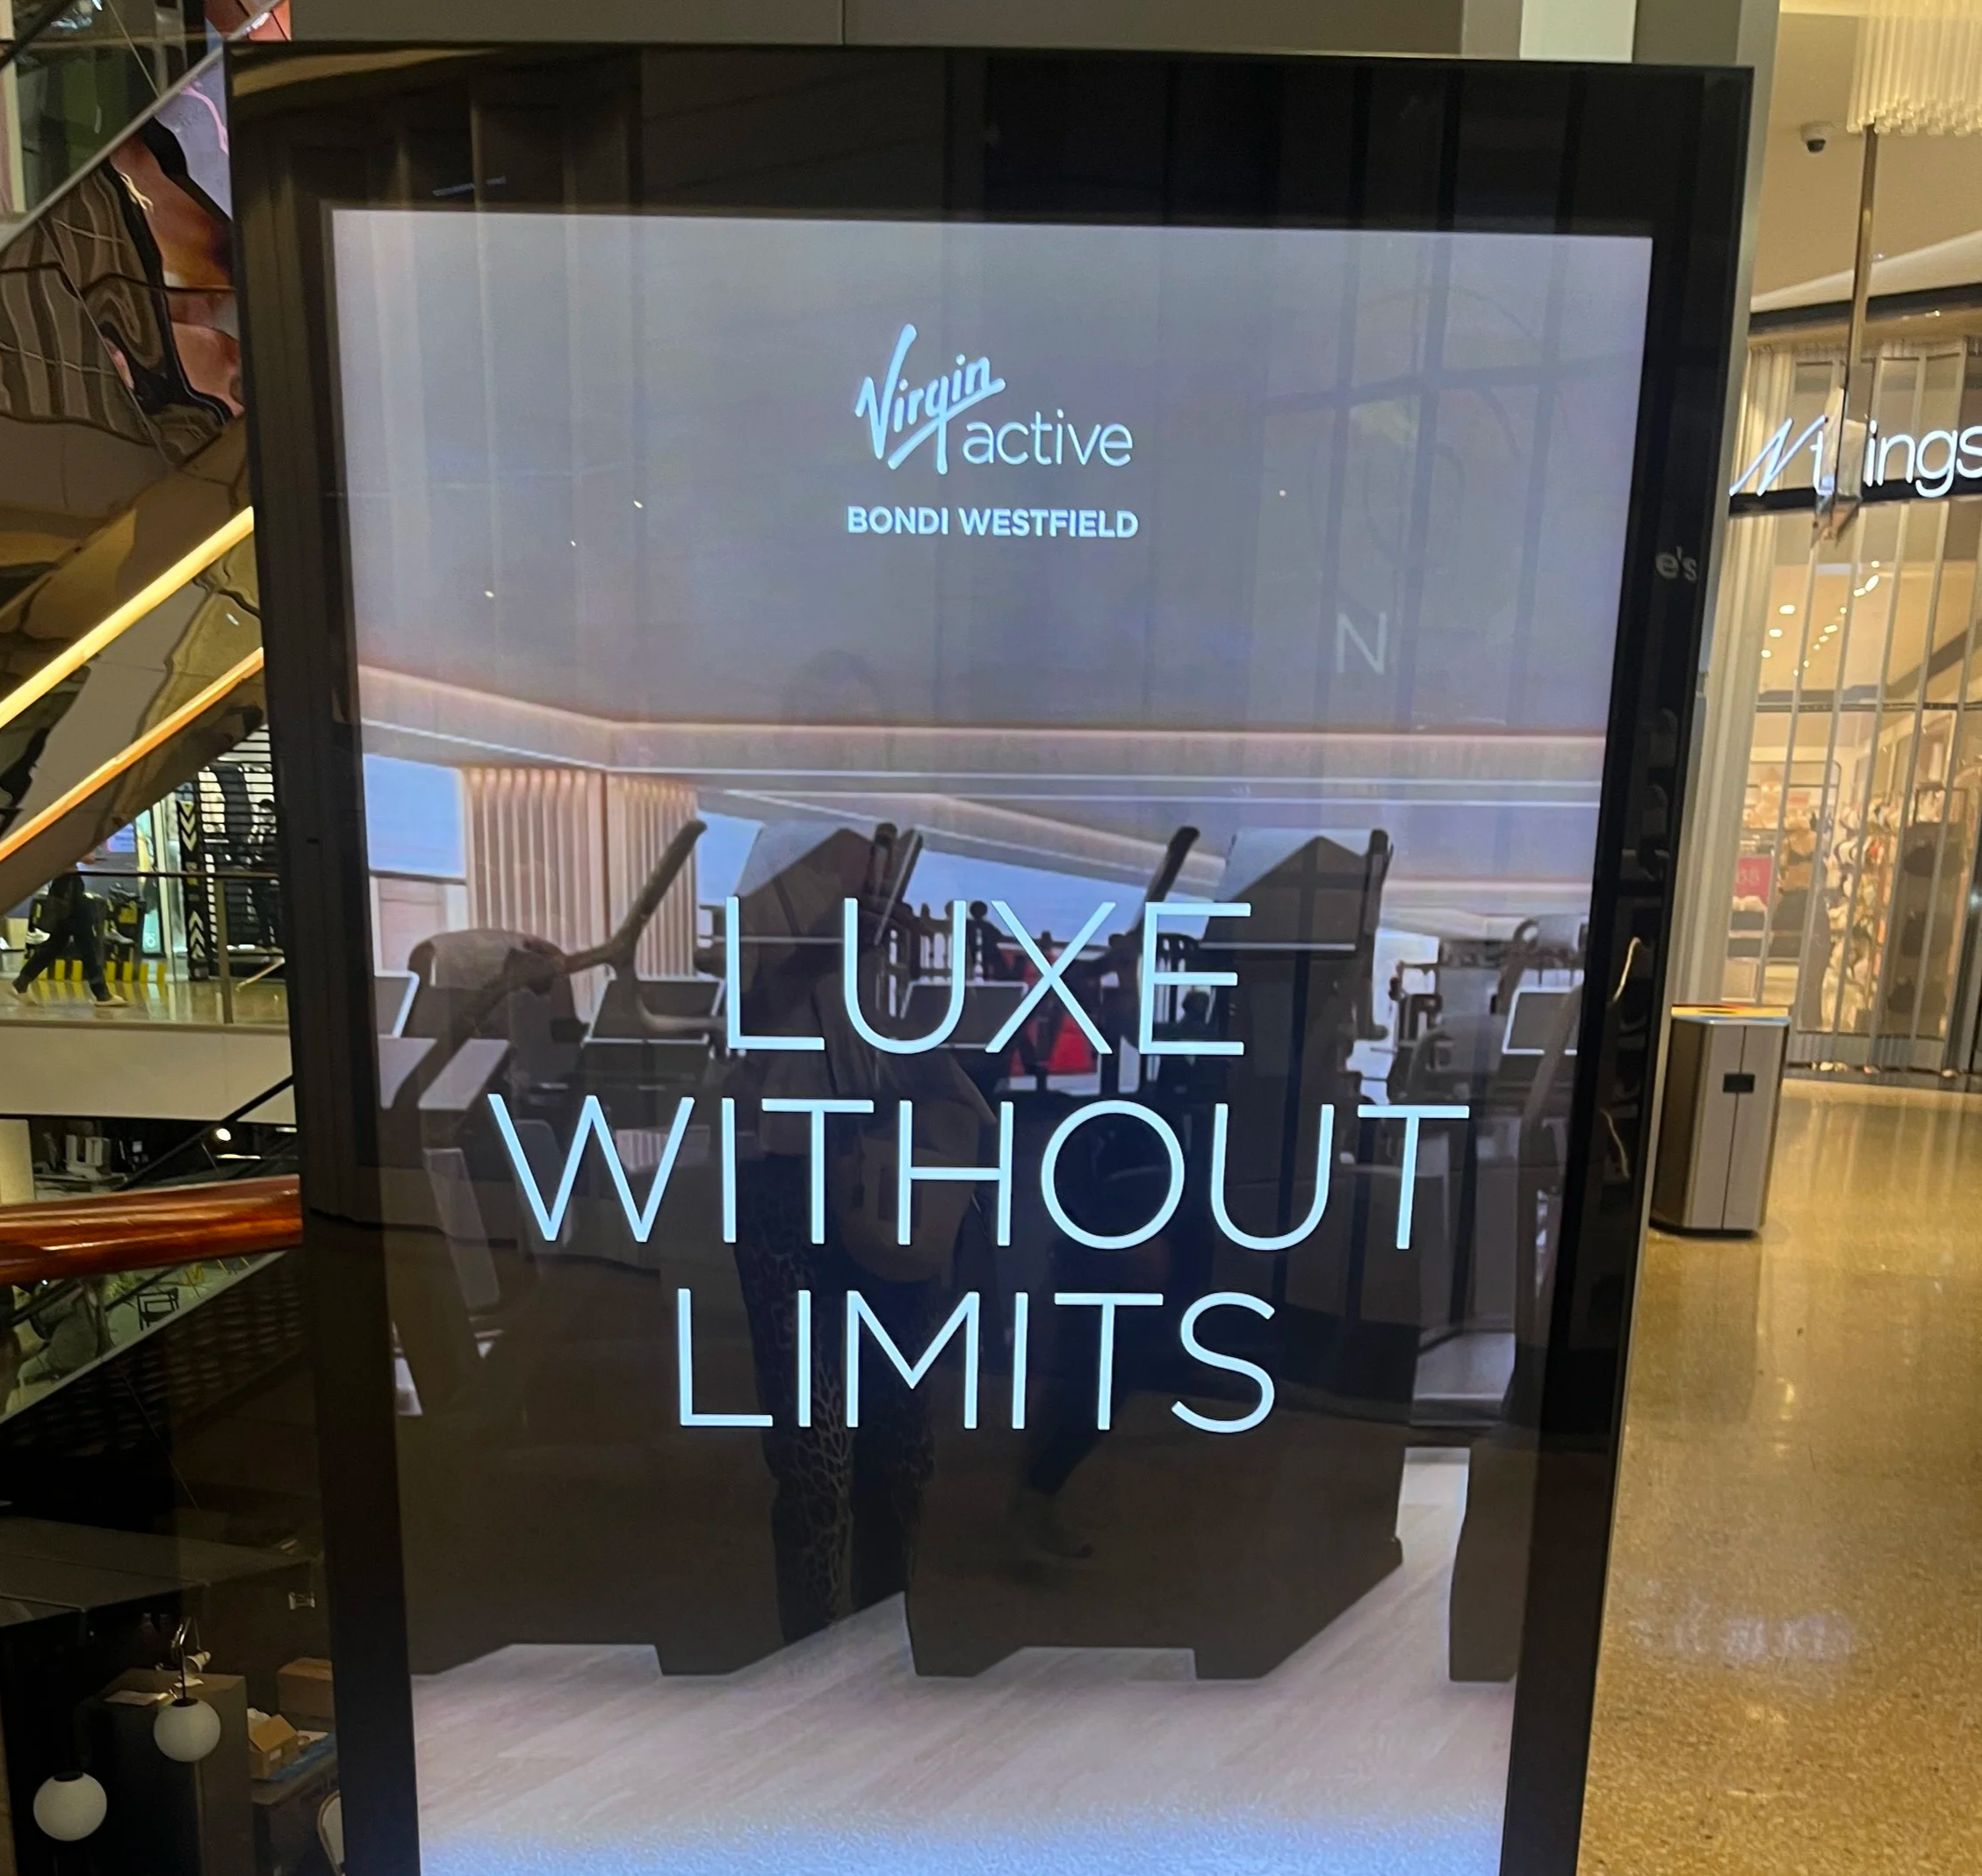 Virgin
active
BONDI WESTFIELD
N
e's
LUXE
WITHOUT
LIMITS